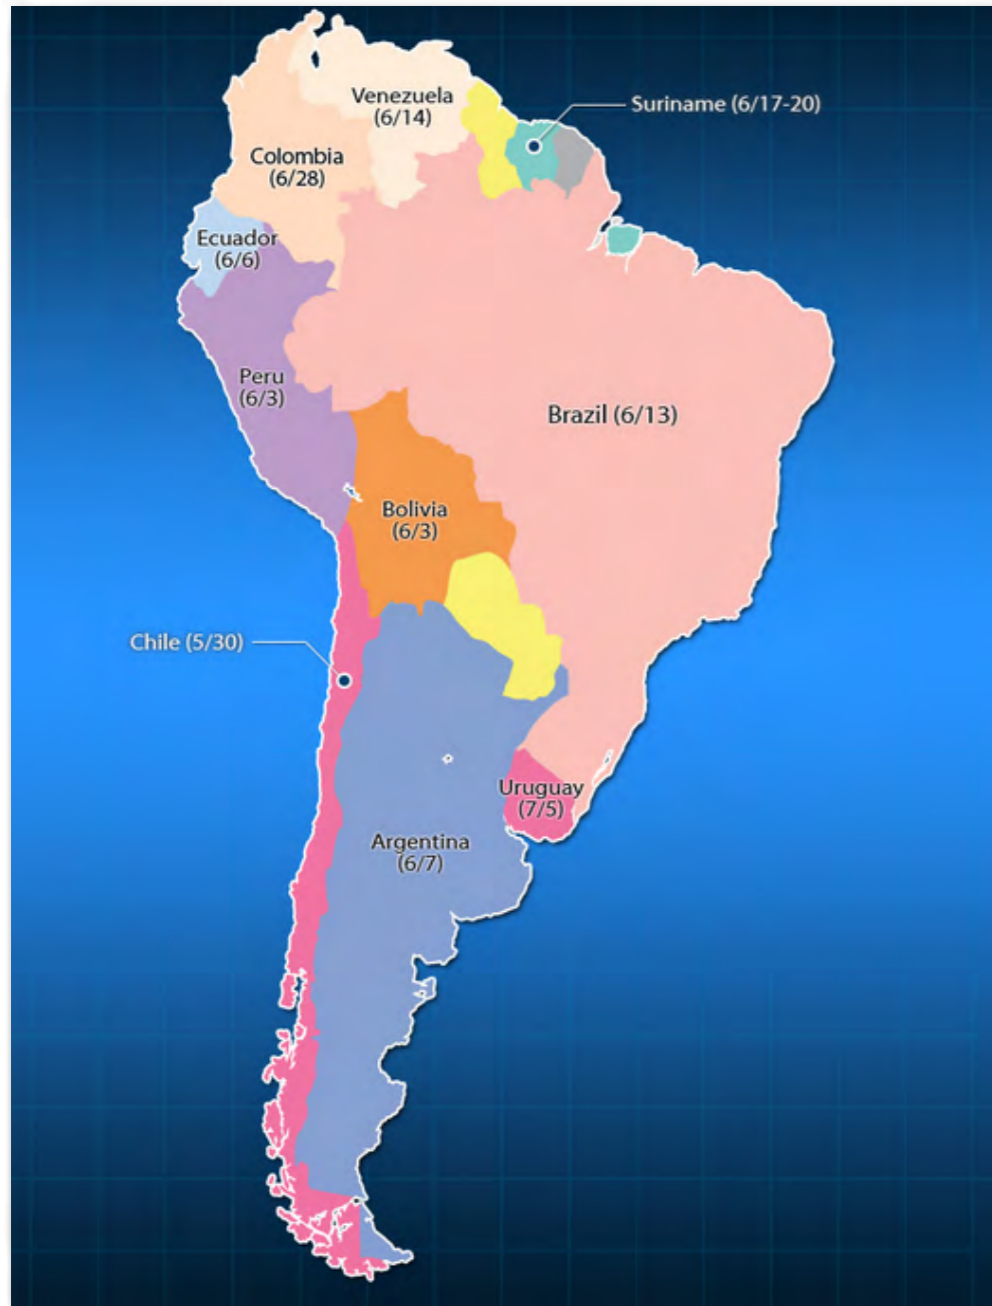 Venezuela
(6/14)
Suriname (6/17-20)
Colombia
(6/28)
Ecuador
(6/6)
Peru
(6/3)
Brazil (6/13)
Bolivia
(6/3)
Chile (5/30)
Uruguay
(7/5)
Argentina
(6/7)